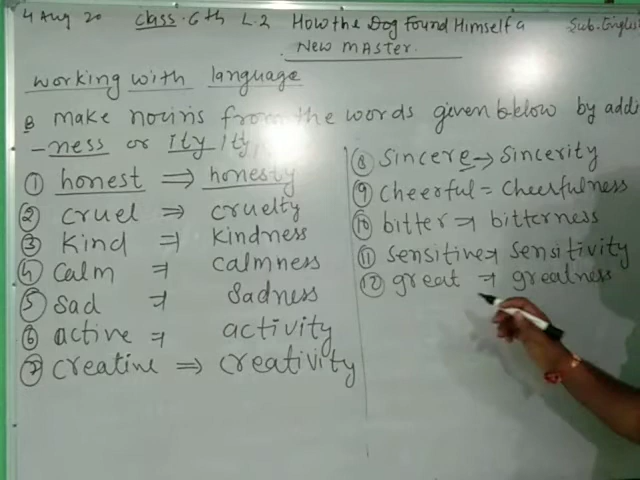 4 Aug 20 Class. 6th L.2 How the Dog Found Himself a Sub. English
New MASTER.
working with language
B make nouns from the words given below by addi
-ness or ity ity,
① honest ⇒ honesty
② cruel ⇒ cruelty
③ kind ⇒ kindness
④ calm ⇒ calmness
⑤ sad ⇒ sadness
⑥ active ⇒ activity
⑦ creative ⇒ creativity
⑧ sincere → sincerity
⑨ cheerful = cheerfulness
⑩ bitter ⇒ bitterness
⑪ sensitive → sensitivity
⑫ great ⇒ greatness